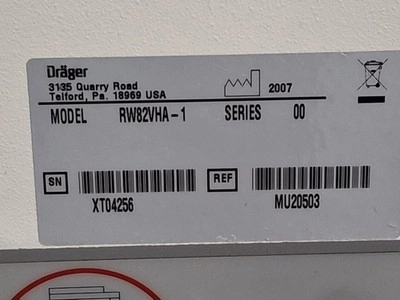 Dräger
3135 Quarry Road
Telford, Pa. 18969 USA
2007
MODEL RW82VHA-1 SERIES 00
SN REF
XT04256 MU20503